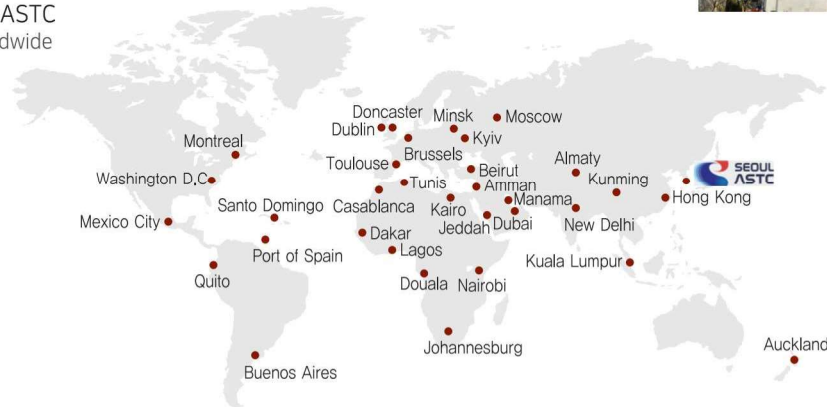 ASTC
dwide
Doncaster
Minsk
Moscow
Dublin
Kyiv
Montreal
Brussels
Toulouse
Beirut
Almaty
SEOUL
ASTC
Washington D.C
Tunis
Amman
Kunming
Hong Kong
Mexico City
Santo Domingo
Casablanca
Kairo
Manama
Jeddah
Dubai
New Delhi
Dakar
Port of Spain
Lagos
Kuala Lumpur
Quito
Douala
Nairobi
Johannesburg
Auckland
Buenos Aires